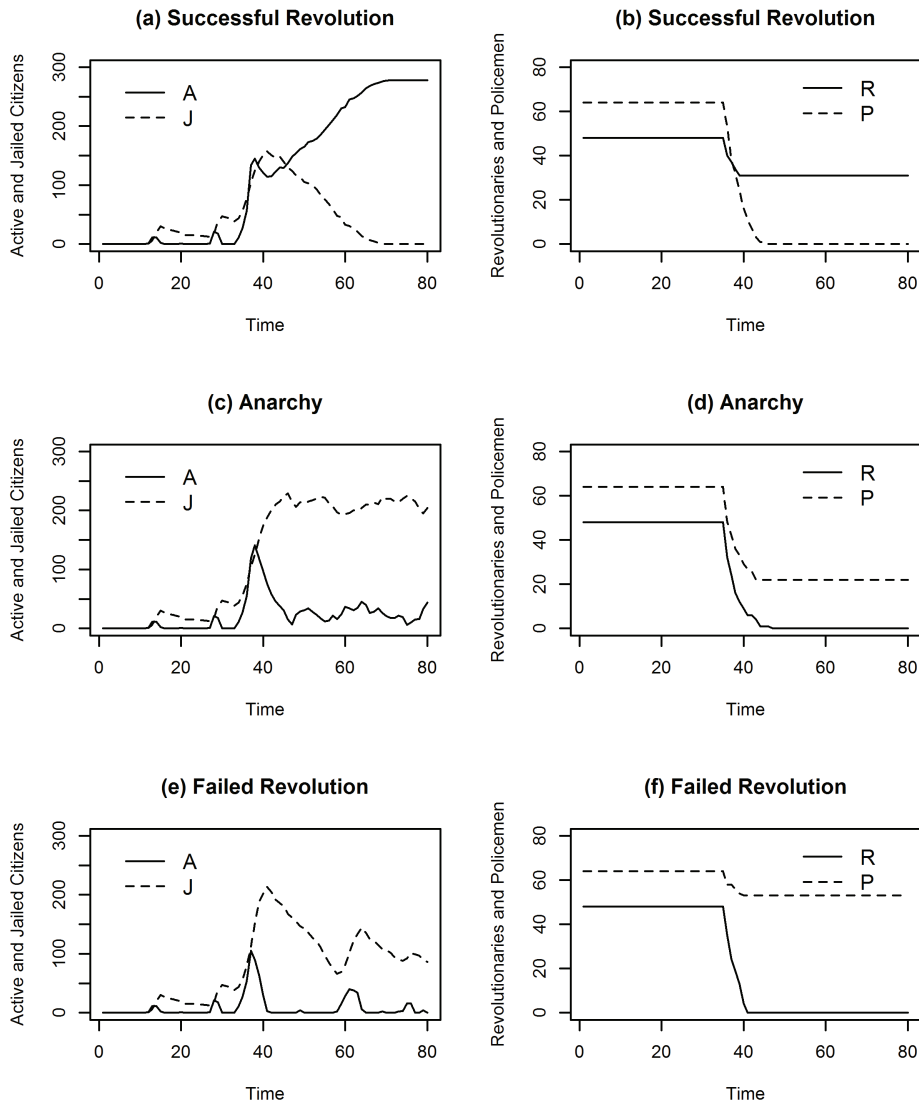 (a) Successful Revolution
Active and Jailed Citizens
300
200
100
0
A
J
0 20 40 60 80
Time
(b) Successful Revolution
Revolutionaries and Policemen
80
60
40
20
0
R
P
0 20 40 60 80
Time
(c) Anarchy
Active and Jailed Citizens
300
200
100
0
A
J
0 20 40 60 80
Time
(d) Anarchy
Revolutionaries and Policemen
80
60
40
20
0
R
P
0 20 40 60 80
Time
(e) Failed Revolution
Active and Jailed Citizens
300
200
100
0
A
J
0 20 40 60 80
Time
(f) Failed Revolution
Revolutionaries and Policemen
80
60
40
20
0
R
P
0 20 40 60 80
Time